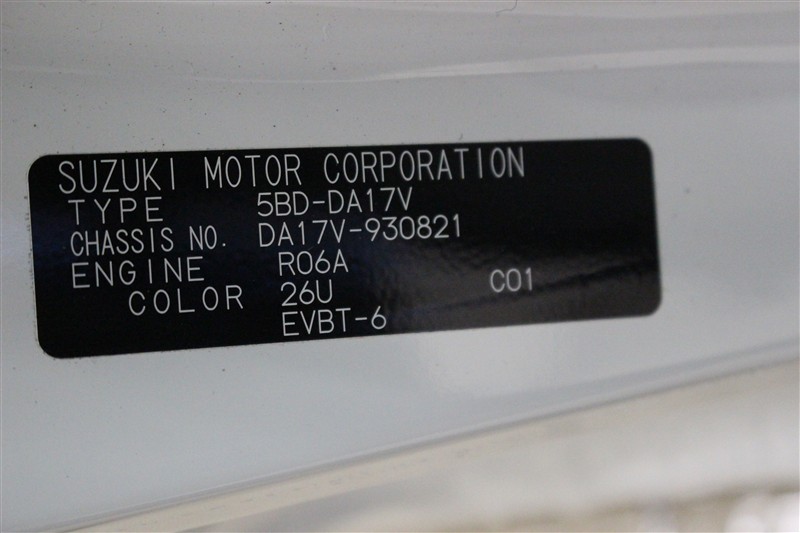 SUZUKI MOTOR CORPORATION
TYPE 5BD-DA17V
CHASSIS NO. DA17V-930821
ENGINE R06A
COLOR 26U C01
EVBT-6